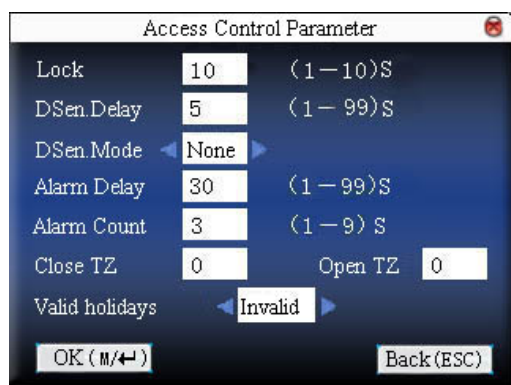 Access Control Parameter
Lock 10 (1—10)S
DSen.Delay 5 (1— 99)S
DSen.Mode None
Alarm Delay 30 (1—99)S
Alarm Count 3 (1—9) S
Close TZ 0 Open TZ 0
Valid holidays Invalid
OK(M/↵) Back(ESC)